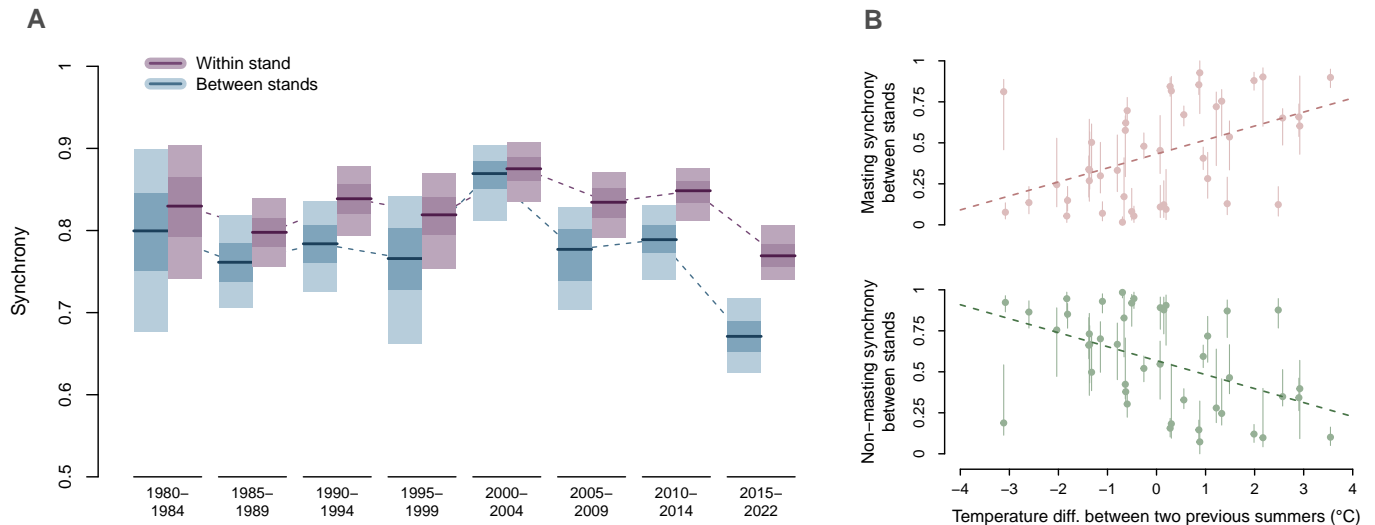 A
Within stand
Between stands
Synchrony
1
0.9
0.8
0.7
0.6
0.5
1980–
1984
1985–
1989
1990–
1994
1995–
1999
2000–
2004
2005–
2009
2010–
2014
2015–
2022
B
Masting synchrony
between stands
1
0.75
0.5
0.25
0
Non−masting synchrony
between stands
1
0.75
0.5
0.25
0
−4 −3 −2 −1 0 1 2 3 4
Temperature diff. between two previous summers (°C)